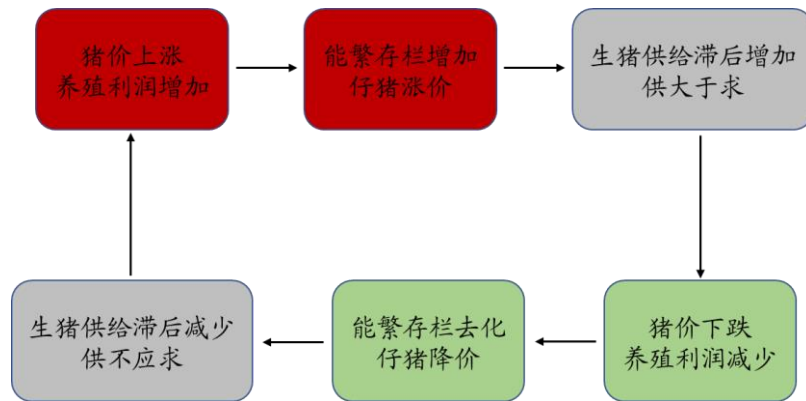 猪价上涨
养殖利润增加
能繁存栏增加
仔猪涨价
生猪供给滞后增加
供大于求
生猪供给滞后减少
供不应求
能繁存栏去化
仔猪降价
猪价下跌
养殖利润减少